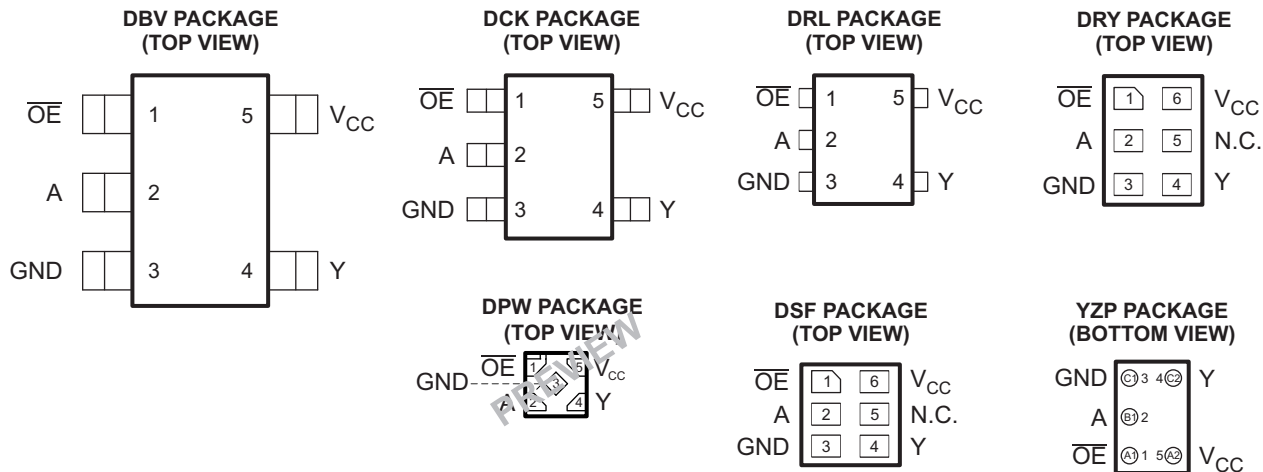 DBV PACKAGE
(TOP VIEW)
OE 1 5 VCC
A 2
GND 3 4 Y
DCK PACKAGE
(TOP VIEW)
OE 1 5 VCC
A 2
GND 3 4 Y
DRL PACKAGE
(TOP VIEW)
OE 1 5 VCC
A 2
GND 3 4 Y
DRY PACKAGE
(TOP VIEW)
OE 1 6 VCC
A 2 5 N.C.
GND 3 4 Y
DPW PACKAGE
(TOP VIEW)
OE 1 5 VCC
GND 3
A 2 4 Y
PREVIEW
DSF PACKAGE
(TOP VIEW)
OE 1 6 VCC
A 2 5 N.C.
GND 3 4 Y
YZP PACKAGE
(BOTTOM VIEW)
GND C1 3 4 C2 Y
A B1 2
OE A1 1 5 A2 VCC